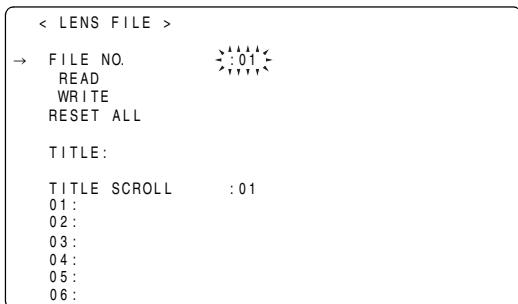 < LENS FILE >
→ FILE NO. :01
READ
WRITE
RESET ALL
TITLE:
TITLE SCROLL :01
01:
02:
03:
04:
05:
06: